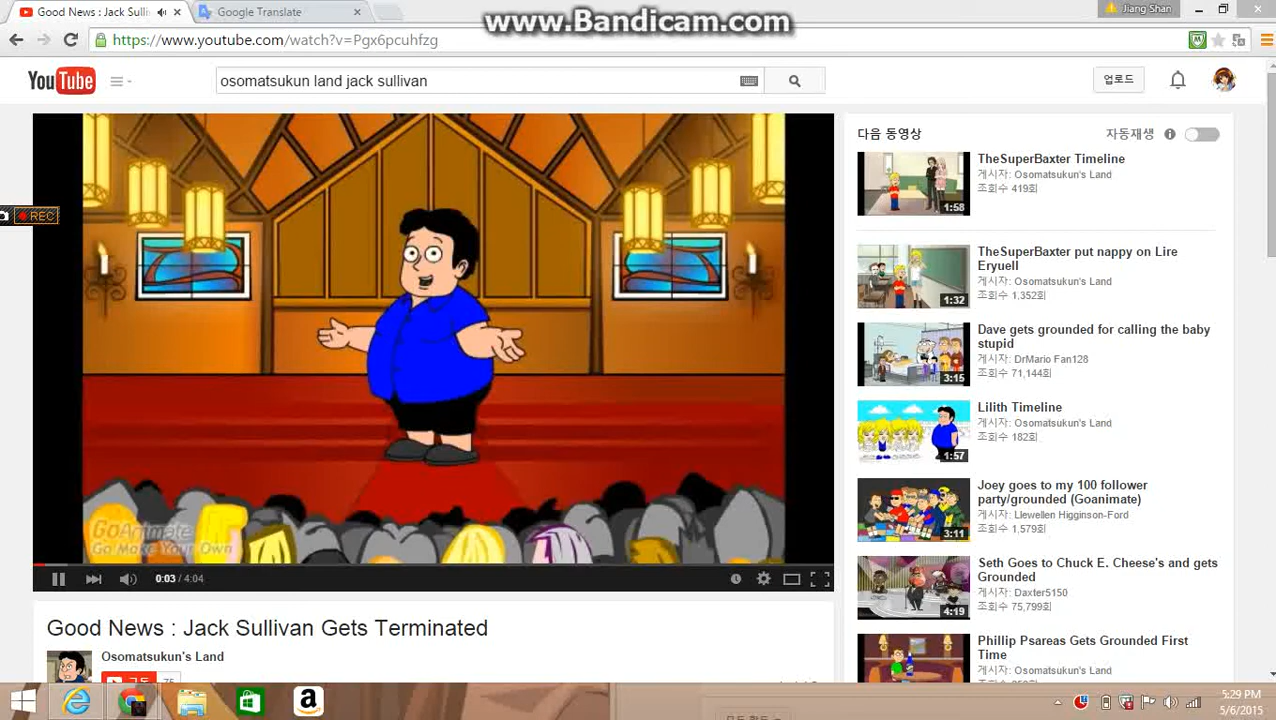 www.Bandicam.com
Good News : Jack Sulli
Google Translate
Jiang Shan
https://www.youtube.com/watch?v=Pgx6pcuhfzg
YouTube
osomatsukun land jack sullivan
업로드
REC
GoAnimate
Go Make Your Own
0:03 / 4:04
Good News : Jack Sullivan Gets Terminated
Osomatsukun's Land
구독
75
다음 동영상
자동재생
TheSuperBaxter Timeline
게시자: Osomatsukun's Land
조회수 419회
1:58
TheSuperBaxter put nappy on Lire
Eryuell
게시자: Osomatsukun's Land
조회수 1,352회
1:32
Dave gets grounded for calling the baby
stupid
게시자: DrMario Fan128
조회수 71,144회
3:15
Lilith Timeline
게시자: Osomatsukun's Land
조회수 182회
1:57
Joey goes to my 100 follower
party/grounded (Goanimate)
게시자: Llewellen Higginson-Ford
조회수 1,579회
3:11
Seth Goes to Chuck E. Cheese's and gets
Grounded
게시자: Daxter5150
조회수 75,799회
4:19
Phillip Psareas Gets Grounded First
Time
게시자: Osomatsukun's Land
5:29 PM
5/6/2015